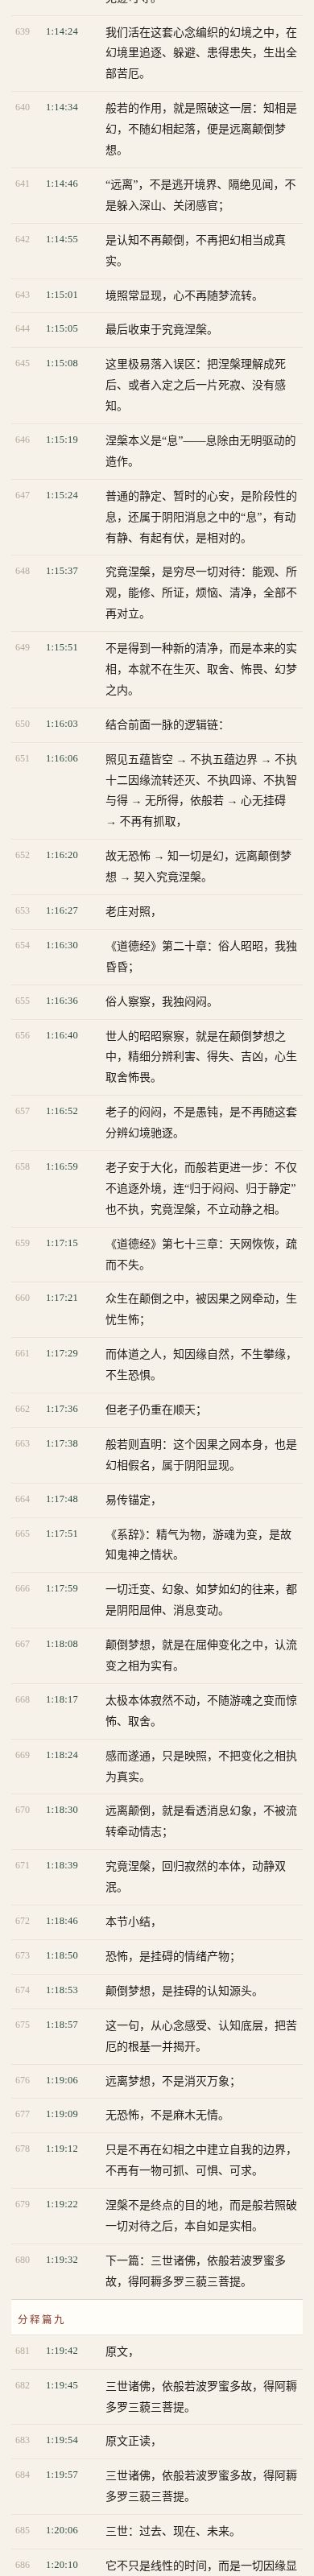 639 1:14:24 我们活在这套心念编织的幻境之中，在
幻境里追逐、躲避、患得患失，生出全
部苦厄。
640 1:14:34 般若的作用，就是照破这一层：知相是
幻，不随幻相起落，便是远离颠倒梦
想。
641 1:14:46 “远离”，不是逃开境界、隔绝见闻，不
是躲入深山、关闭感官；
642 1:14:55 是认知不再颠倒，不再把幻相当成真
实。
643 1:15:01 境照常显现，心不再随梦流转。
644 1:15:05 最后收束于究竟涅槃。
645 1:15:08 这里极易落入误区：把涅槃理解成死
后、或者入定之后一片死寂、没有感
知。
646 1:15:19 涅槃本义是“息”——息除由无明驱动的
造作。
647 1:15:24 普通的静定、暂时的心安，是阶段性的
息，还属于阴阳消息之中的“息”，有动
有静、有起有伏，是相对的。
648 1:15:37 究竟涅槃，是穷尽一切对待：能观、所
观，能修、所证，烦恼、清净，全部不
再对立。
649 1:15:51 不是得到一种新的清净，而是本来的实
相，本就不在生灭、取舍、怖畏、幻梦
之内。
650 1:16:03 结合前面一脉的逻辑链：
651 1:16:06 照见五蕴皆空 → 不执五蕴边界 → 不执
十二因缘流转还灭、不执四谛、不执智
与得 → 无所得，依般若 → 心无挂碍
→ 不再有抓取，
652 1:16:20 故无恐怖 → 知一切是幻，远离颠倒梦
想 → 契入究竟涅槃。
653 1:16:27 老庄对照，
654 1:16:30 《道德经》第二十章：俗人昭昭，我独
昏昏；
655 1:16:36 俗人察察，我独闷闷。
656 1:16:40 世人的昭昭察察，就是在颠倒梦想之
中，精细分辨利害、得失、吉凶，心生
取舍怖畏。
657 1:16:52 老子的闷闷，不是愚钝，是不再随这套
分辨幻境驰逐。
658 1:16:59 老子安于大化，而般若更进一步：不仅
不追逐外境，连“归于闷闷、归于静定”
也不执，究竟涅槃，不立动静之相。
659 1:17:15 《道德经》第七十三章：天网恢恢，疏
而不失。
660 1:17:21 众生在颠倒之中，被因果之网牵动，生
忧生怖；
661 1:17:29 而体道之人，知因缘自然，不生攀缘，
不生恐惧。
662 1:17:36 但老子仍重在顺天；
663 1:17:38 般若则直明：这个因果之网本身，也是
幻相假名，属于阴阳显现。
664 1:17:48 易传锚定，
665 1:17:51 《系辞》：精气为物，游魂为变，是故
知鬼神之情状。
666 1:17:59 一切迁变、幻象、如梦如幻的往来，都
是阴阳屈伸、消息变动。
667 1:18:08 颠倒梦想，就是在屈伸变化之中，认流
变之相为实有。
668 1:18:17 太极本体寂然不动，不随游魂之变而惊
怖、取舍。
669 1:18:24 感而遂通，只是映照，不把变化之相执
为真实。
670 1:18:30 远离颠倒，就是看透消息幻象，不被流
转牵动情志；
671 1:18:39 究竟涅槃，回归寂然的本体，动静双
泯。
672 1:18:46 本节小结，
673 1:18:50 恐怖，是挂碍的情绪产物；
674 1:18:53 颠倒梦想，是挂碍的认知源头。
675 1:18:57 这一句，从心念感受、认知底层，把苦
厄的根基一并揭开。
676 1:19:06 远离梦想，不是消灭万象；
677 1:19:09 无恐怖，不是麻木无情。
678 1:19:12 只是不再在幻相之中建立自我的边界，
不再有一物可抓、可惧、可求。
679 1:19:22 涅槃不是终点的目的地，而是般若照破
一切对待之后，本自如是实相。
680 1:19:32 下一篇：三世诸佛，依般若波罗蜜多
故，得阿耨多罗三藐三菩提。
分释篇九
681 1:19:42 原文，
682 1:19:45 三世诸佛，依般若波罗蜜多故，得阿耨
多罗三藐三菩提。
683 1:19:54 原文正读，
684 1:19:57 三世诸佛，依般若波罗蜜多故，得阿耨
多罗三藐三菩提。
685 1:20:06 三世：过去、现在、未来。
686 1:20:10 它不只是线性的时间，而是一切因缘显